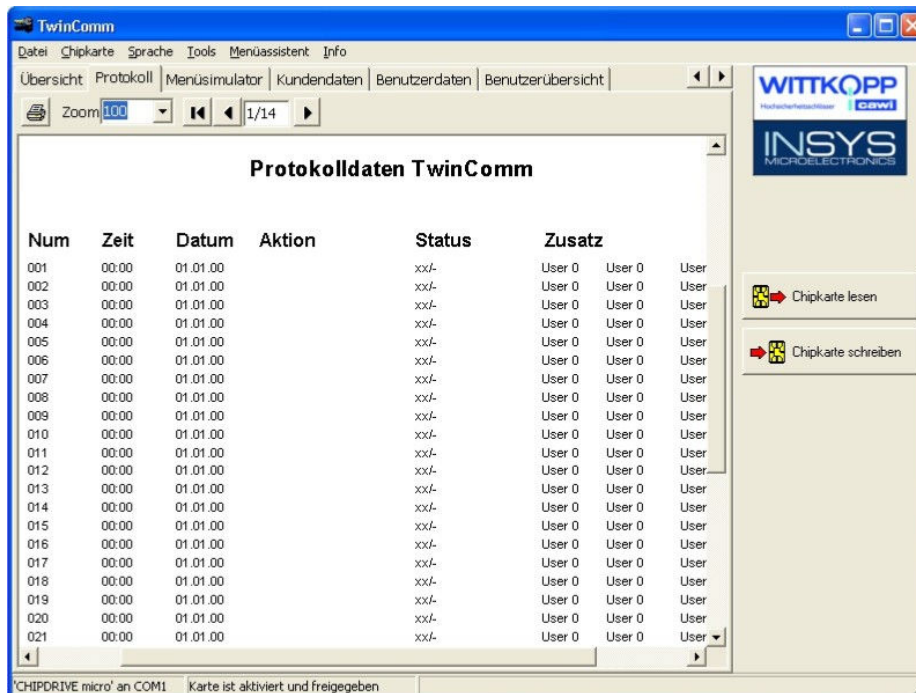 TwinComm
Datei Chipkarte Sprache Tools Menüassistent Info
Übersicht Protokoll Menüsimulator Kundendaten Benutzerdaten Benutzerübersicht
Zoom 100 1/14
WITTKOPP
Hochsicherheitsschlösser cawi
INSYS
MICROELECTRONICS
Protokolldaten TwinComm
Num Zeit Datum Aktion Status Zusatz
001 00:00 01.01.00 xx/- User 0 User 0 User
002 00:00 01.01.00 xx/- User 0 User 0 User
003 00:00 01.01.00 xx/- User 0 User 0 User
004 00:00 01.01.00 xx/- User 0 User 0 User
005 00:00 01.01.00 xx/- User 0 User 0 User
006 00:00 01.01.00 xx/- User 0 User 0 User
007 00:00 01.01.00 xx/- User 0 User 0 User
008 00:00 01.01.00 xx/- User 0 User 0 User
009 00:00 01.01.00 xx/- User 0 User 0 User
010 00:00 01.01.00 xx/- User 0 User 0 User
011 00:00 01.01.00 xx/- User 0 User 0 User
012 00:00 01.01.00 xx/- User 0 User 0 User
013 00:00 01.01.00 xx/- User 0 User 0 User
014 00:00 01.01.00 xx/- User 0 User 0 User
015 00:00 01.01.00 xx/- User 0 User 0 User
016 00:00 01.01.00 xx/- User 0 User 0 User
017 00:00 01.01.00 xx/- User 0 User 0 User
018 00:00 01.01.00 xx/- User 0 User 0 User
019 00:00 01.01.00 xx/- User 0 User 0 User
020 00:00 01.01.00 xx/- User 0 User 0 User
021 00:00 01.01.00 xx/- User 0 User 0 User
Chipkarte lesen
Chipkarte schreiben
'CHIPDRIVE micro' an COM1 Karte ist aktiviert und freigegeben